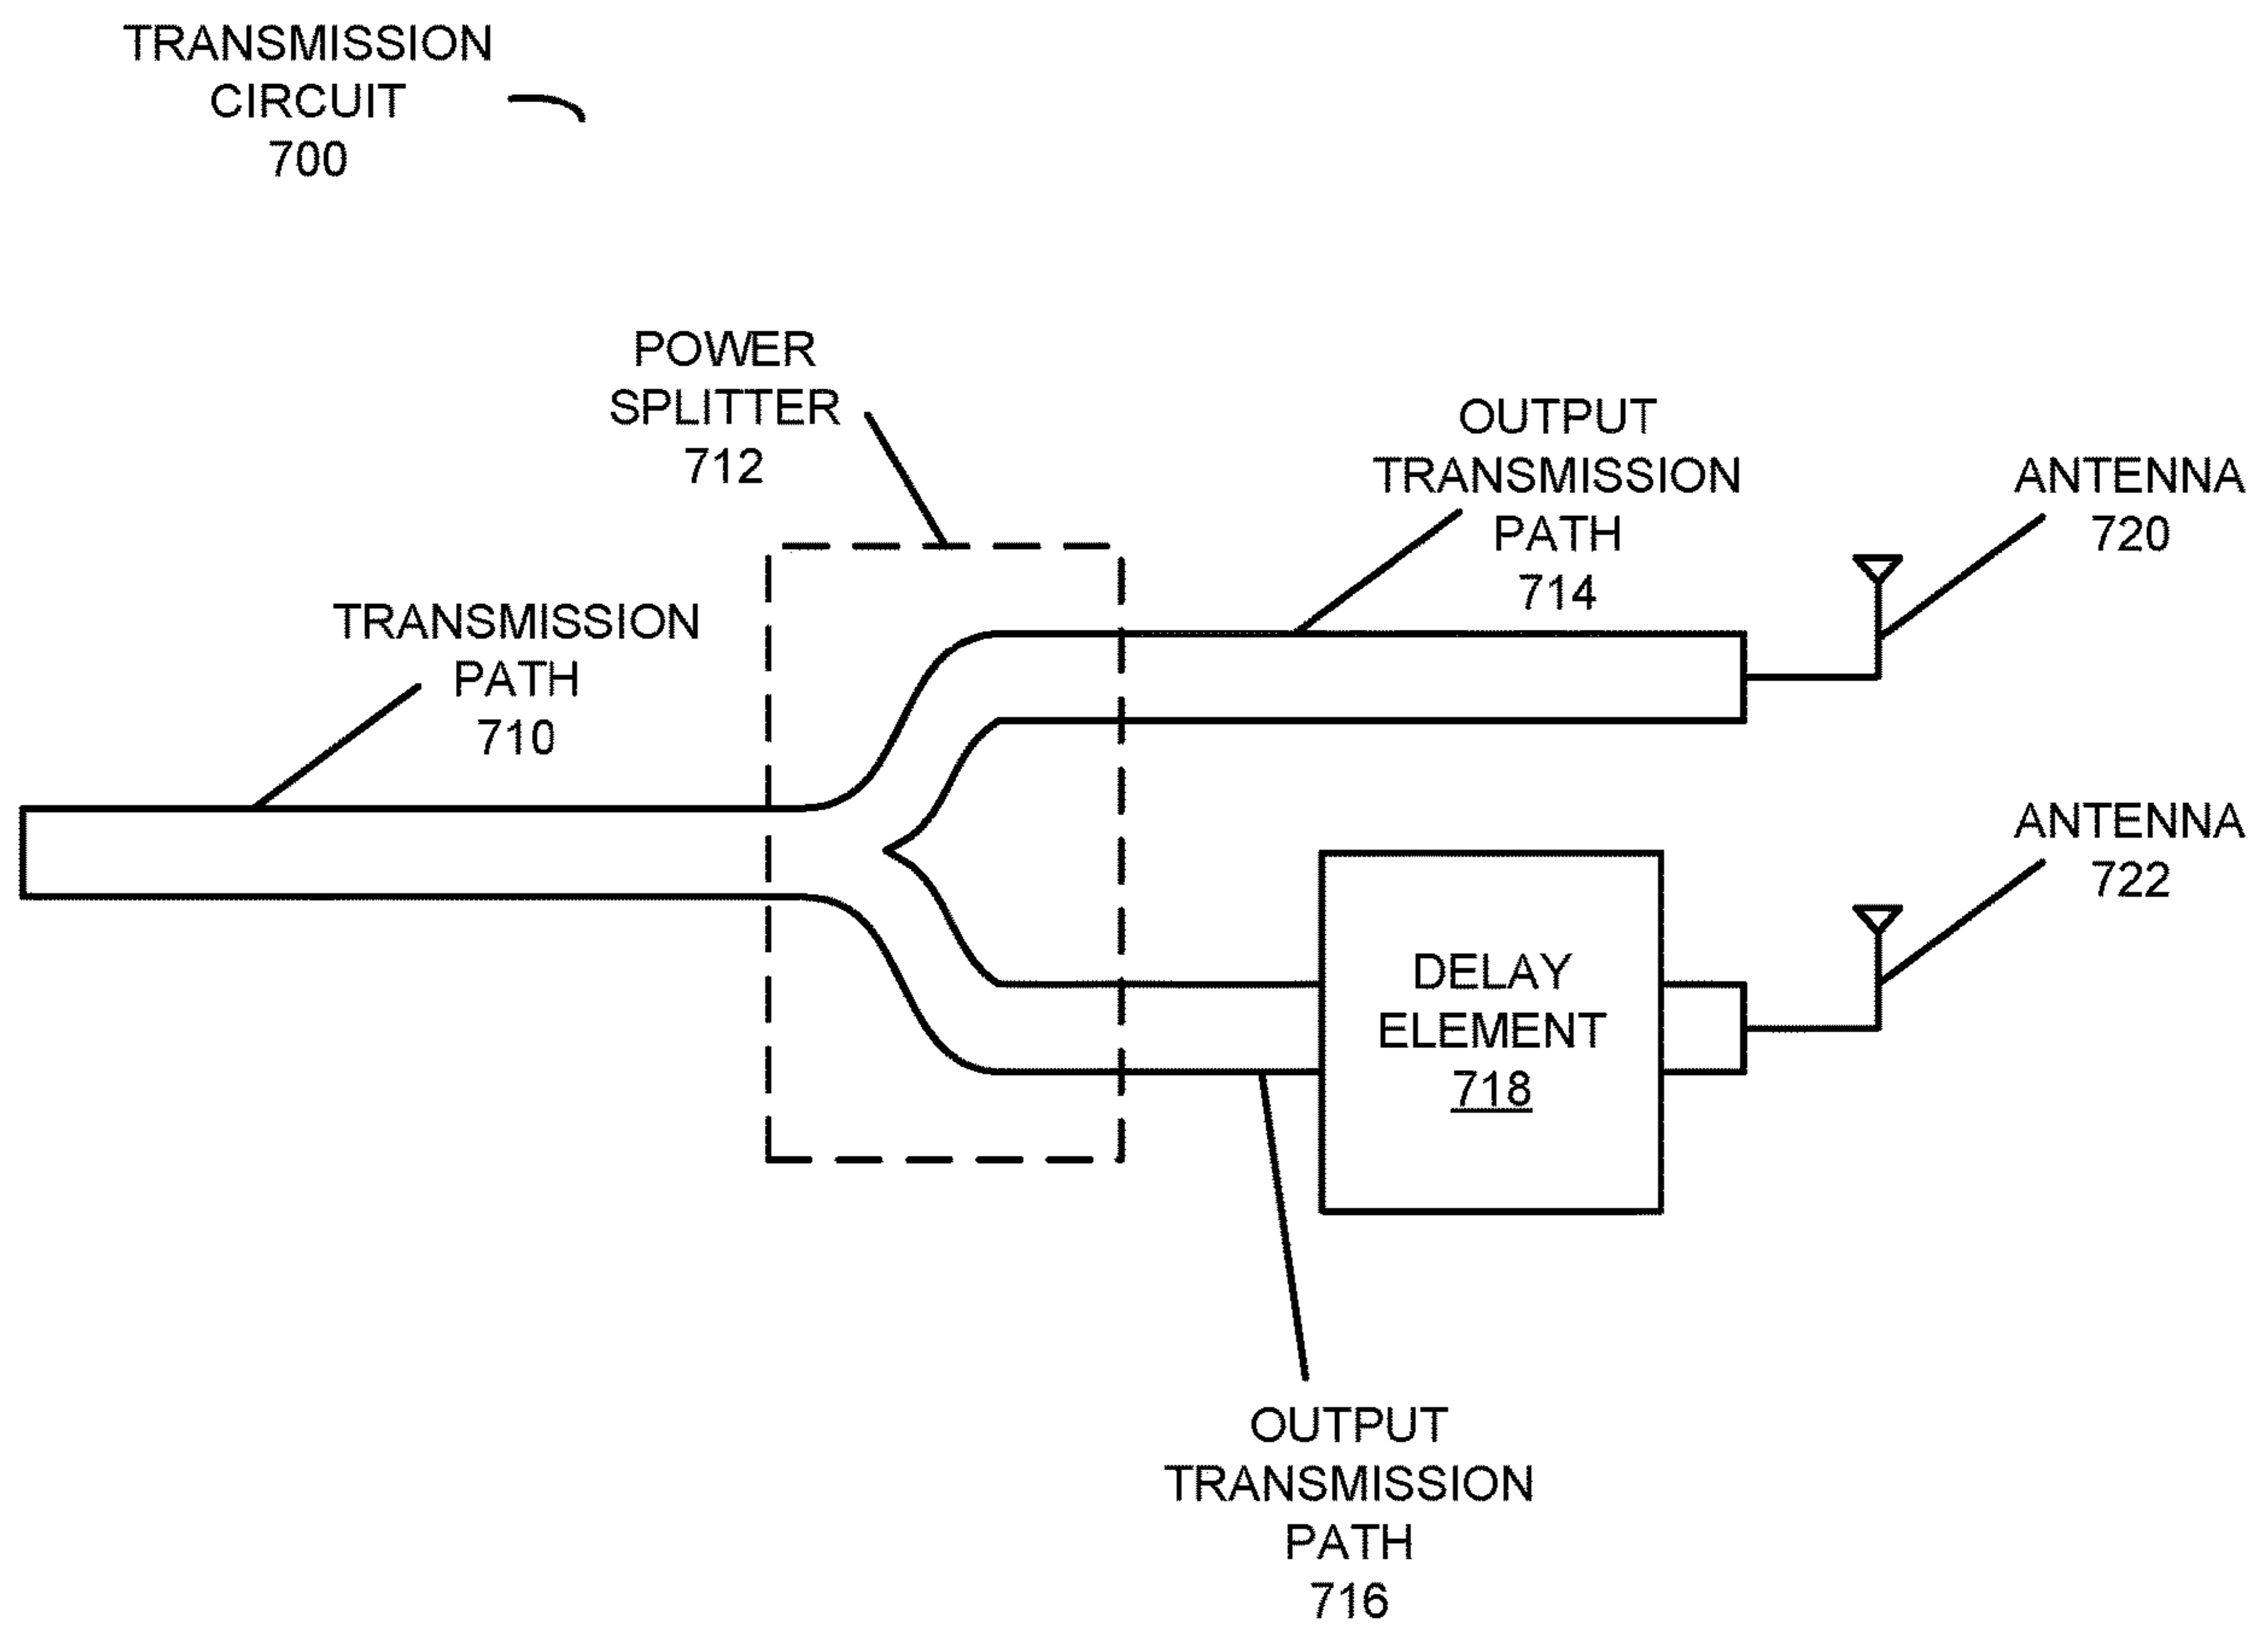 TRANSMISSION
CIRCUIT
700
POWER
SPLITTER
712
OUTPUT
TRANSMISSION
PATH
714
ANTENNA
720
TRANSMISSION
PATH
710
ANTENNA
722
DELAY
ELEMENT
718
OUTPUT
TRANSMISSION
PATH
716